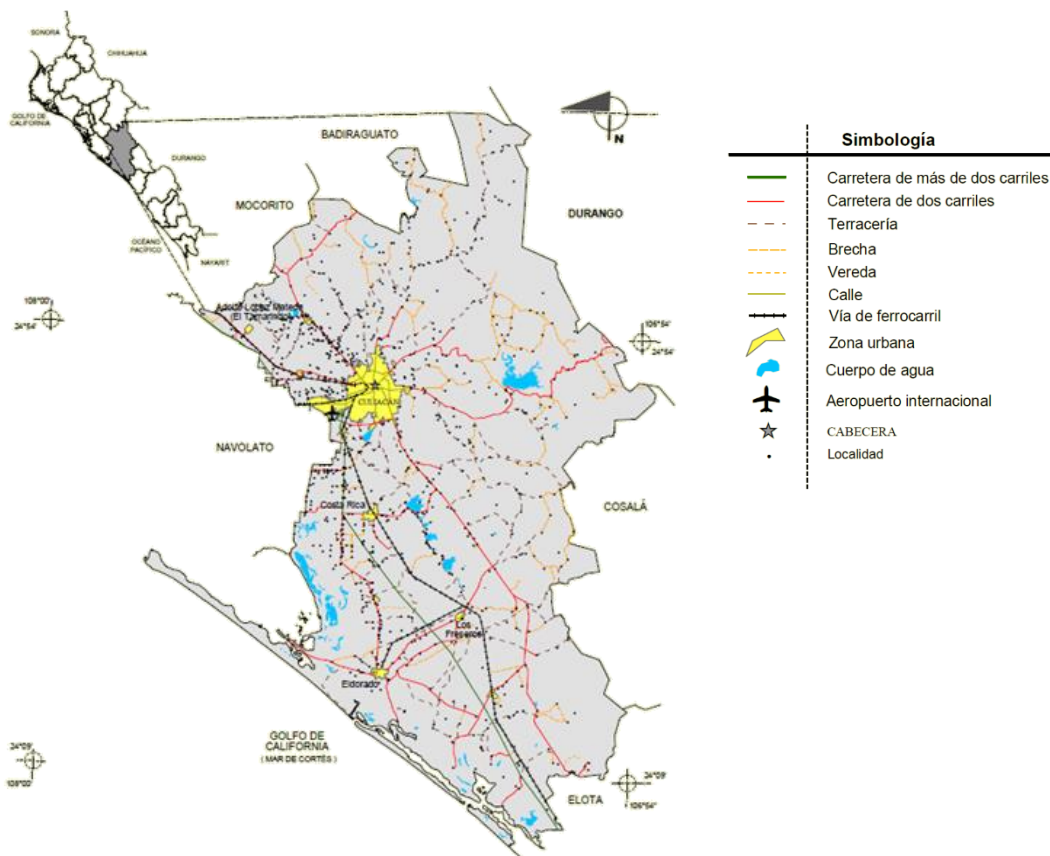 SONORA
CHIHUAHUA
GOLFO DE
CALIFORNIA
DURANGO
OCÉANO
PACÍFICO
NAYARIT
BADIRAGUATO
MOCORITO
DURANGO
N
108°00'
24°54'
106°54'
24°54'
Adolfo López Mateos
(El Tamarindo)
CULIACÁN
NAVOLATO
COSALÁ
Costa Rica
Los
Eldorado
GOLFO DE
CALIFORNIA
( MAR DE CORTÉS )
24°09'
108°00'
ELOTA
24°09'
106°54'
Simbología
Carretera de más de dos carriles
Carretera de dos carriles
Terracería
Brecha
Vereda
Calle
Vía de ferrocarril
Zona urbana
Cuerpo de agua
Aeropuerto internacional
CABECERA
Localidad